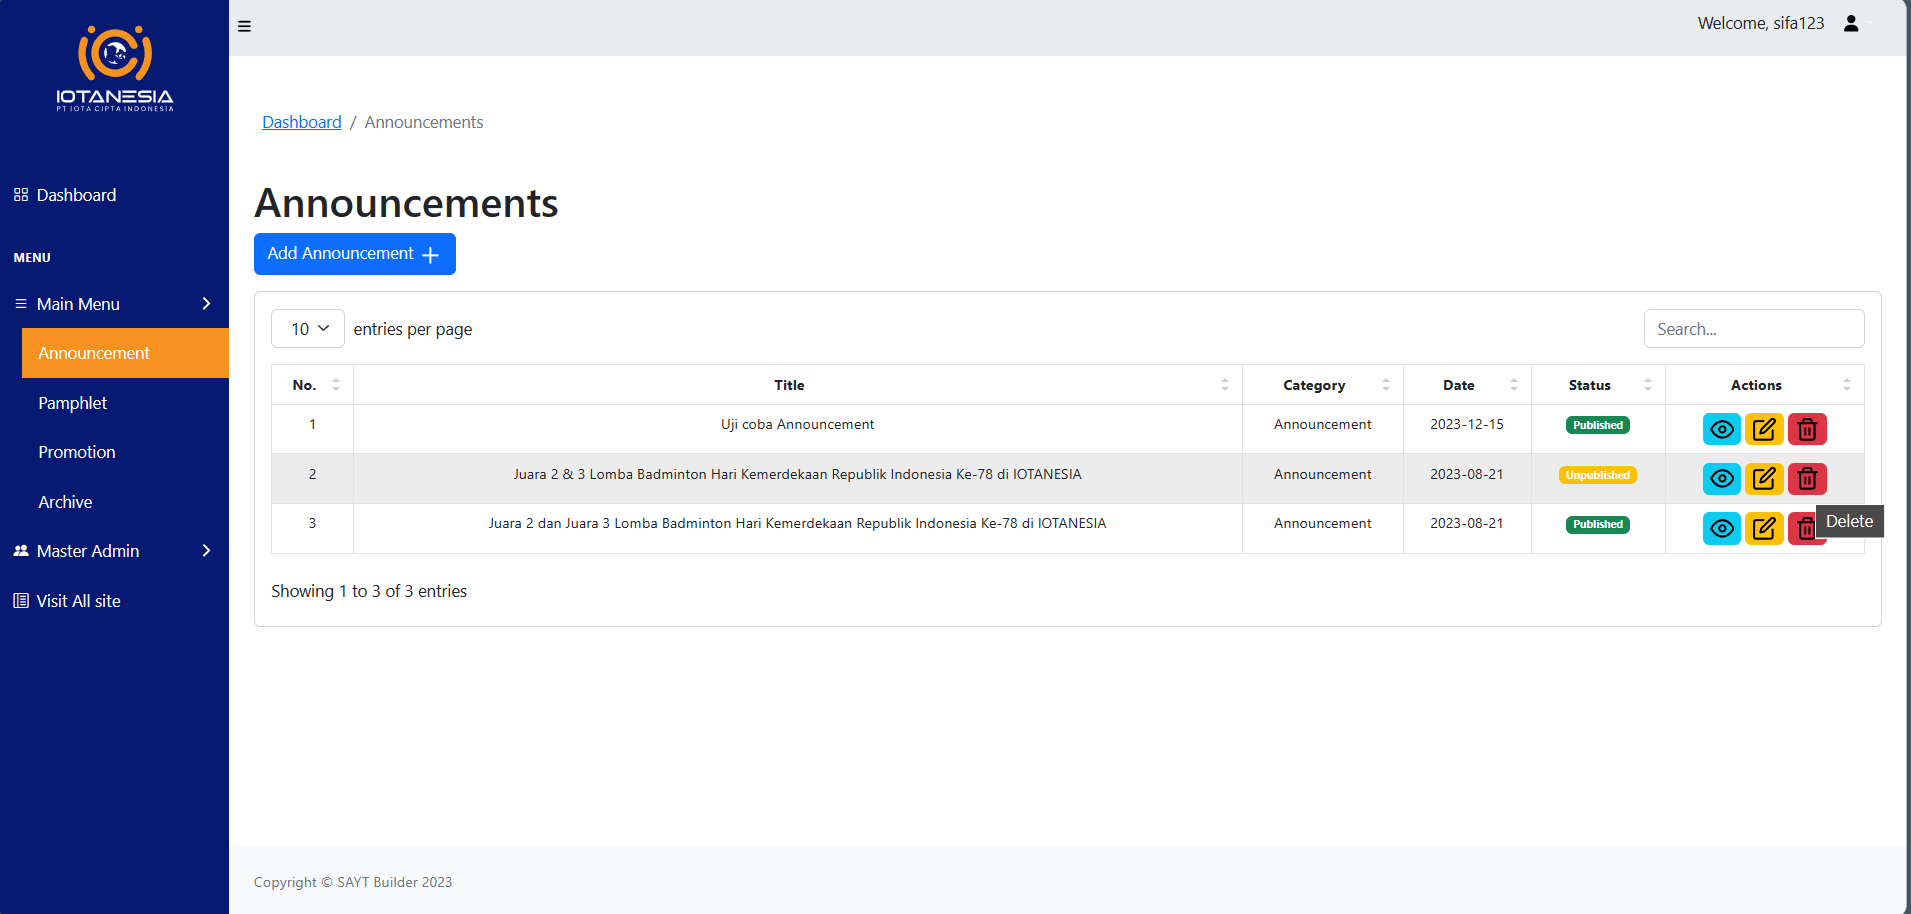 IOTANESIA
PT IOTA CIPTA INDONESIA
Welcome, sifa123
Dashboard / Announcements
Dashboard
MENU
Main Menu
Announcement
Pamphlet
Promotion
Archive
Master Admin
Visit All site
Announcements
Add Announcement
10 entries per page
Search...
No. Title Category Date Status Actions
1 Uji coba Announcement Announcement 2023-12-15 Published
2 Juara 2 & 3 Lomba Badminton Hari Kemerdekaan Republik Indonesia Ke-78 di IOTANESIA Announcement 2023-08-21 Unpublished
3 Juara 2 dan Juara 3 Lomba Badminton Hari Kemerdekaan Republik Indonesia Ke-78 di IOTANESIA Announcement 2023-08-21 Published
Delete
Showing 1 to 3 of 3 entries
Copyright © SAYT Builder 2023